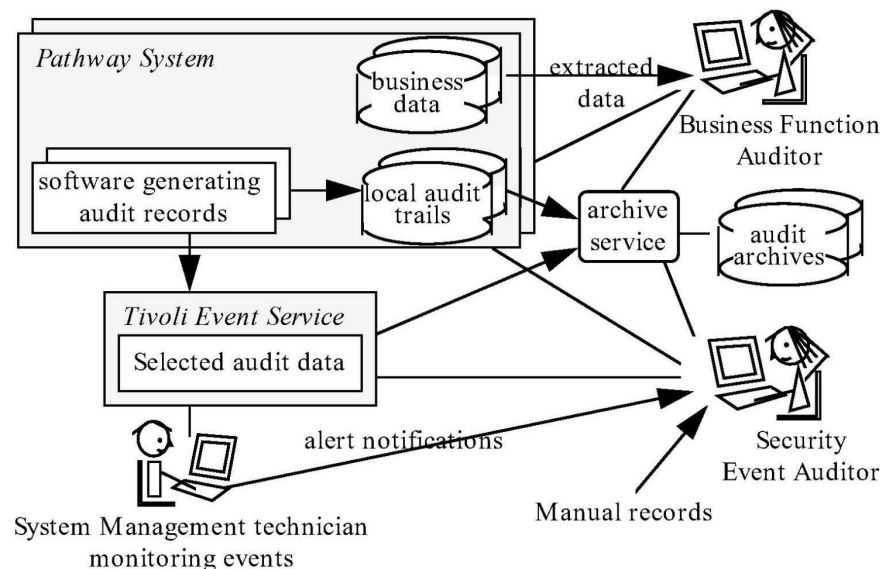 Pathway System
business
data
extracted
data
Business Function
Auditor
software generating
audit records
local audit
trails
archive
service
audit
archives
Tivoli Event Service
Selected audit data
alert notifications
Security
Event Auditor
Manual records
System Management technician
monitoring events